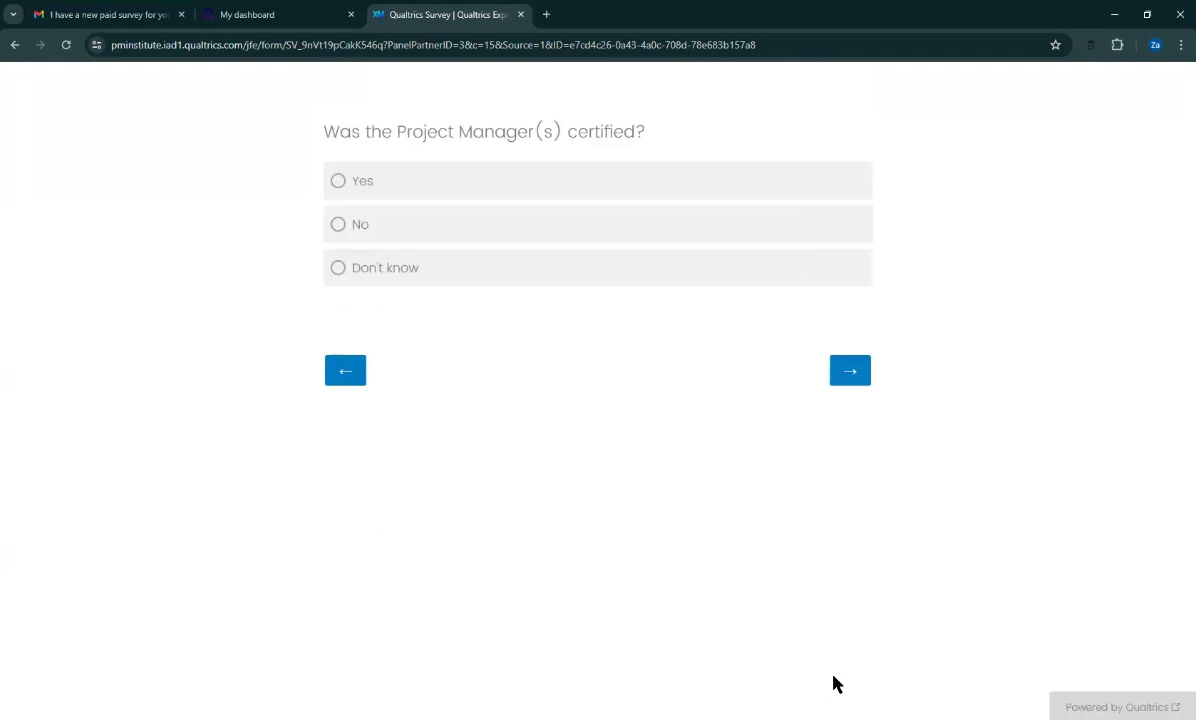 I have a new paid survey for yo
My dashboard
Qualtrics Survey | Qualtrics Exp
pminstitute.iad1.qualtrics.com/jfe/form/SV_9nVt19pCakK546q?PanelPartnerID=3&c=15&Source=1&ID=e7cd4c26-0a43-4a0c-708d-78e683b157a8
Za
Was the Project Manager(s) certified?
Yes
No
Don't know
←
→
Powered by Qualtrics